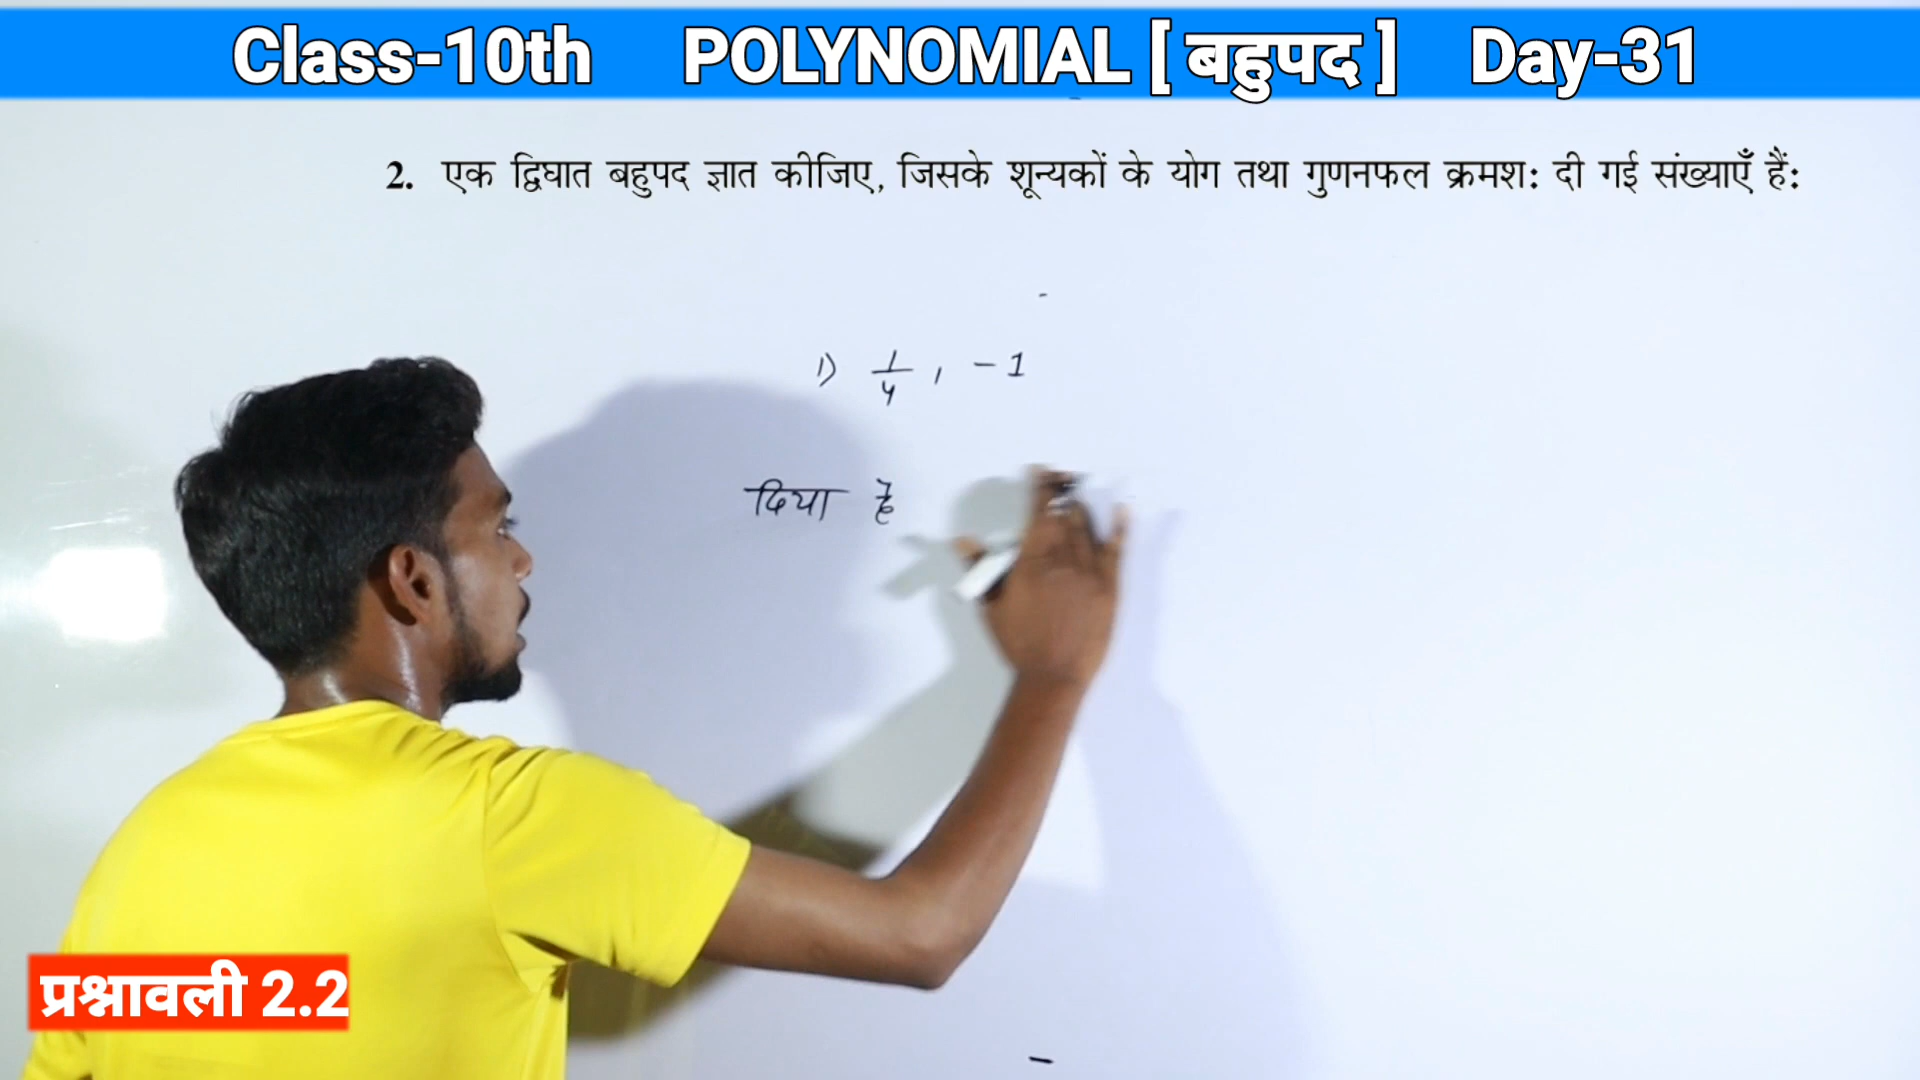 Class-10th POLYNOMIAL [ बहुपद ] Day-31
2. एक द्विघात बहुपद ज्ञात कीजिए, जिसके शून्यकों के योग तथा गुणनफल क्रमशः दी गई संख्याएँ हैं:
1) 1/4, -1
दिया है
प्रश्नावली 2.2